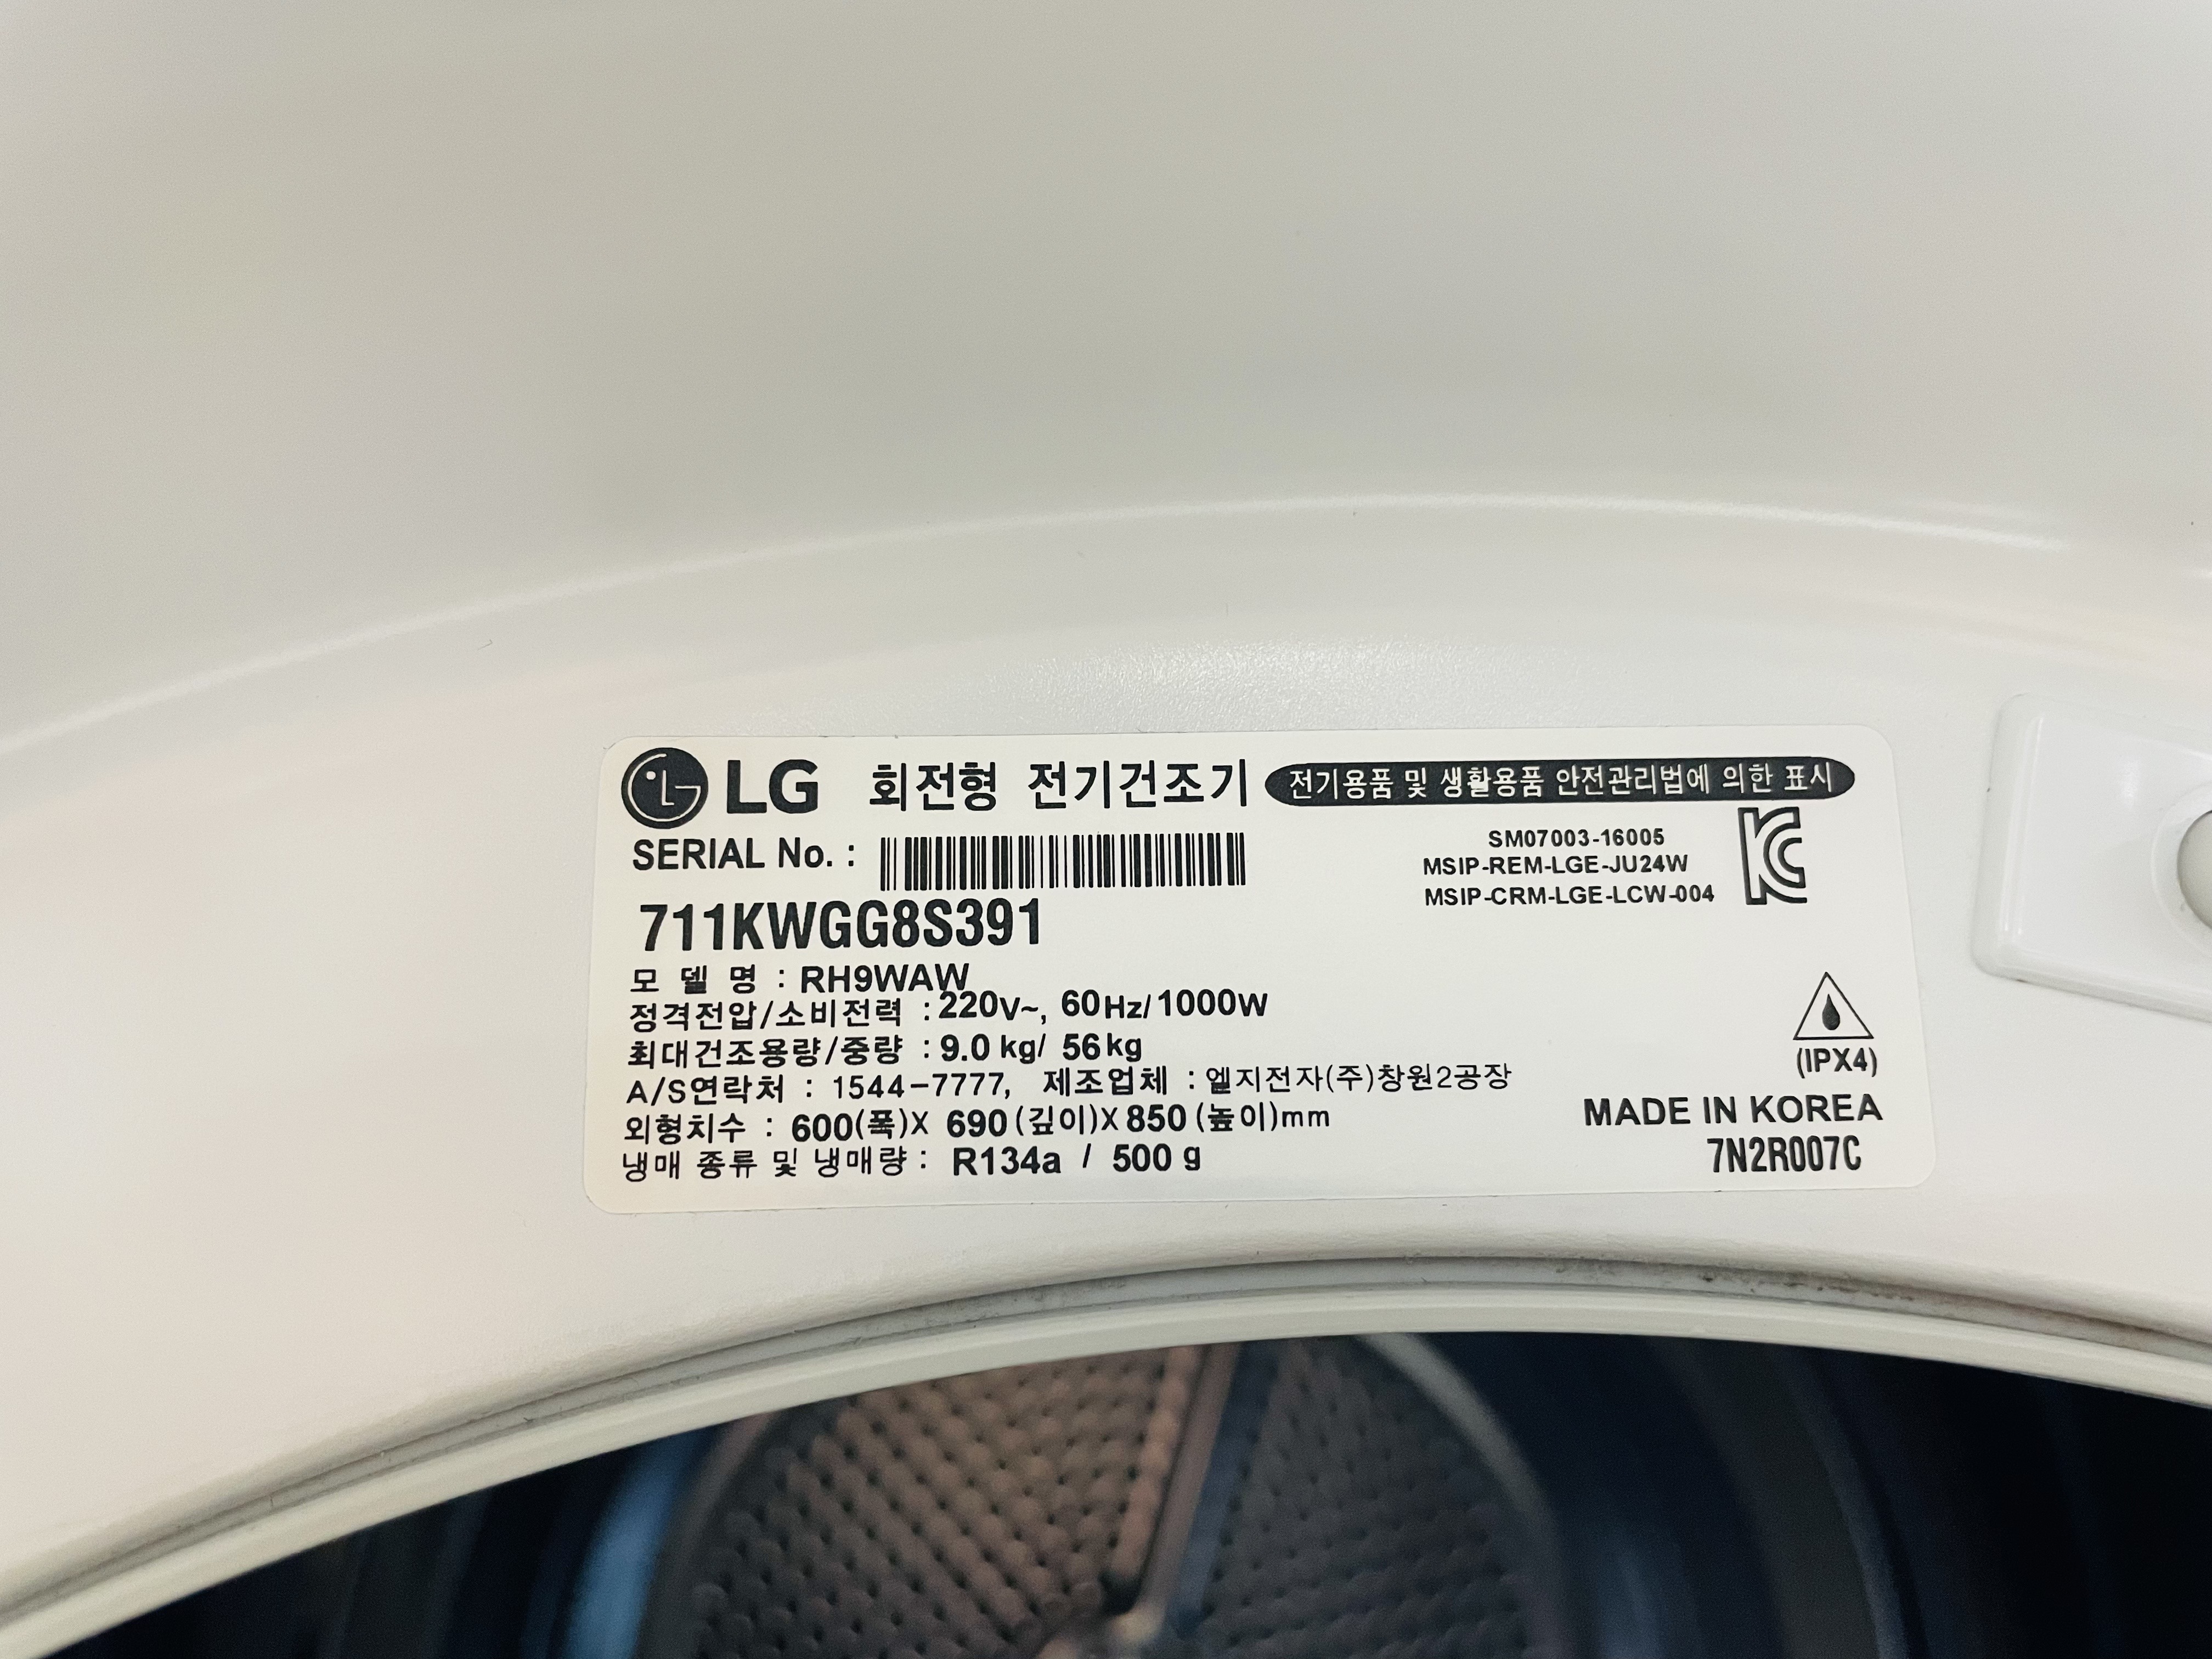 LG 회전형 전기건조기 전기용품 및 생활용품 안전관리법에 의한 표시
SERIAL No. :
SM07003-16005
MSIP-REM-LGE-JU24W
MSIP-CRM-LGE-LCW-004
711KWGG8S391
모 델 명 : RH9WAW
정격전압/소비전력 : 220V~, 60Hz/1000W
최대건조용량/중량 : 9.0 kg/ 56kg
(IPX4)
A/S연락처 : 1544-7777, 제조업체 : 엘지전자(주)창원2공장
외형치수 : 600(폭)X 690(깊이)X 850(높이)mm
MADE IN KOREA
냉매 종류 및 냉매량 : R134a / 500 g
7N2R007C